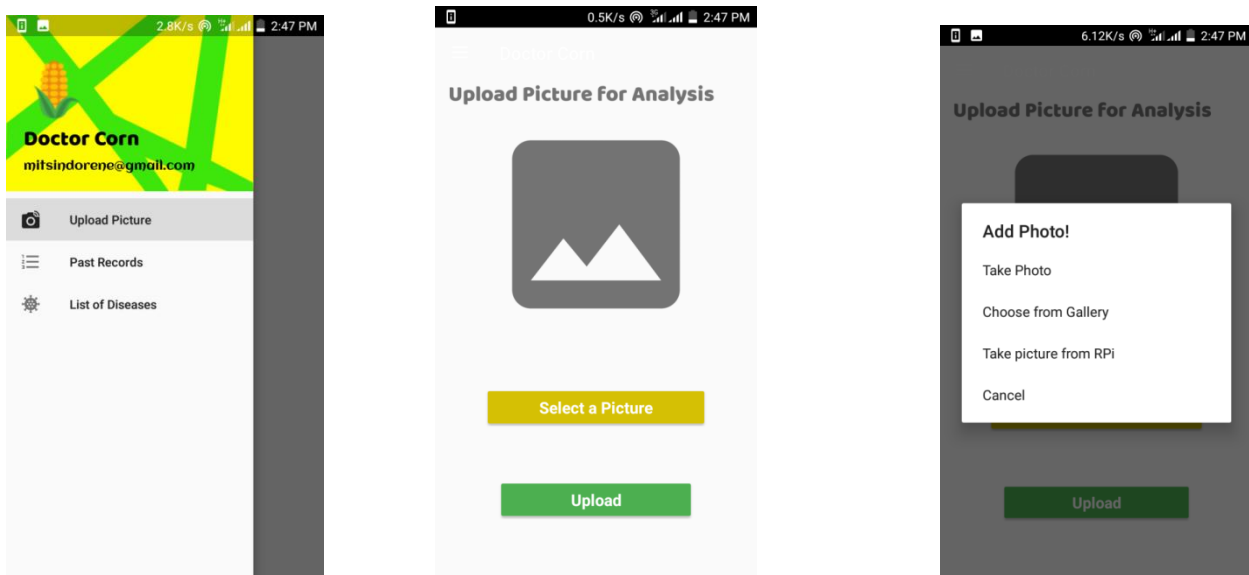 2.8K/s 2:47 PM
Doctor Corn
mitsindorene@gmail.com
Upload Picture
Past Records
List of Diseases
0.5K/s 3G 2:47 PM
Doctor Corn
Upload Picture for Analysis
Select a Picture
Upload
6.12K/s 2:47 PM
Upload Picture for Analysis
Add Photo!
Take Photo
Choose from Gallery
Take picture from RPi
Cancel
Upload